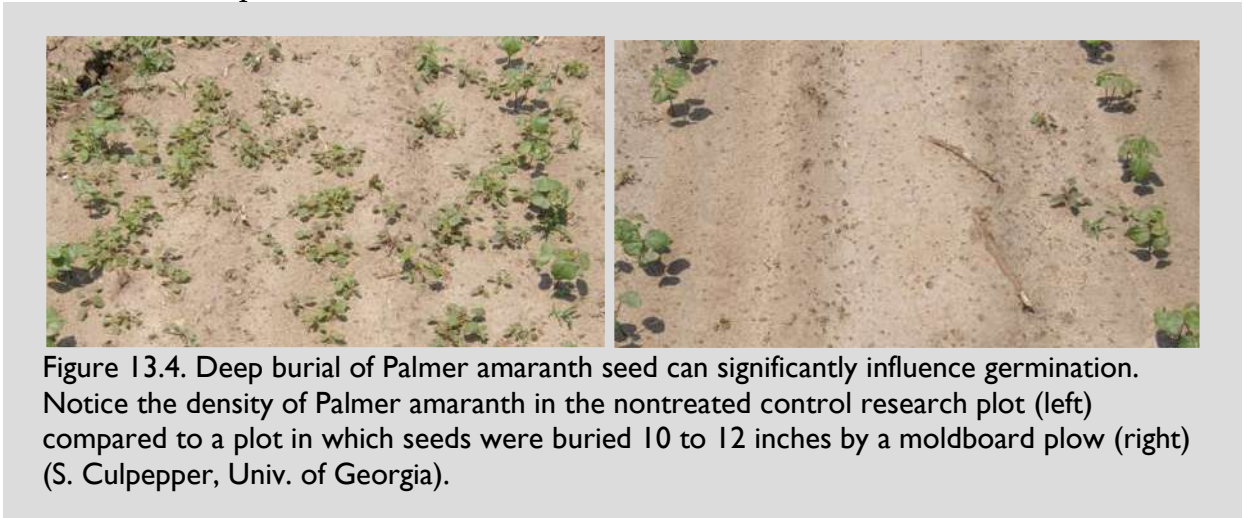 Figure 13.4. Deep burial of Palmer amaranth seed can significantly influence germination.
Notice the density of Palmer amaranth in the nontreated control research plot (left)
compared to a plot in which seeds were buried 10 to 12 inches by a moldboard plow (right)
(S. Culpepper, Univ. of Georgia).